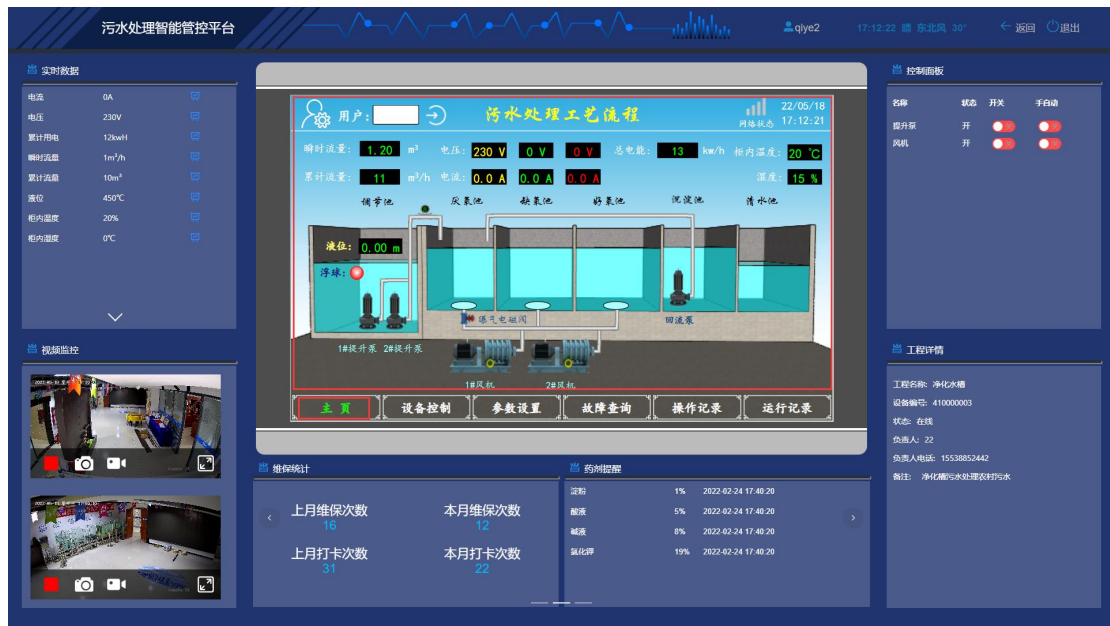 污水处理智能管控平台
qiye2
17:12:22 晴 东北风 30°
返回
退出
实时数据
电流 0A
电压 230V
累计用电 12kwH
瞬时流量 1m³/h
累计流量 10m³
液位 450℃
柜内温度 20%
柜内湿度 0℃
视频监控
用户:
污水处理工艺流程
网络状态
22/05/18
17:12:21
瞬时流量: 1.20 m³ 电压: 230 V 0 V 0 V 总电能: 13 kw/h 柜内温度: 20 ℃
累计流量: 11 m³/h 电流: 0.0 A 0.0 A 0.0 A 湿度: 15 %
调节池 厌氧池 缺氧池 好氧池 沉淀池 清水池
液位: 0.00 m
浮球:
曝气电磁阀
回流泵
1#提升泵 2#提升泵
1#风机 2#风机
主 页 设备控制 参数设置 故障查询 操作记录 运行记录
维保统计
上月维保次数 本月维保次数
16 12
上月打卡次数 本月打卡次数
31 22
药剂提醒
淀粉 1% 2022-02-24 17:40:20
酸液 5% 2022-02-24 17:40:20
碱液 8% 2022-02-24 17:40:20
氯化钾 19% 2022-02-24 17:40:20
控制面板
名称 状态 开关 手自动
提升泵 开
风机 开
工程详情
工程名称: 净化水槽
设备编号: 410000003
状态: 在线
负责人: 22
负责人电话: 15538852442
备注: 净化槽污水处理农村污水